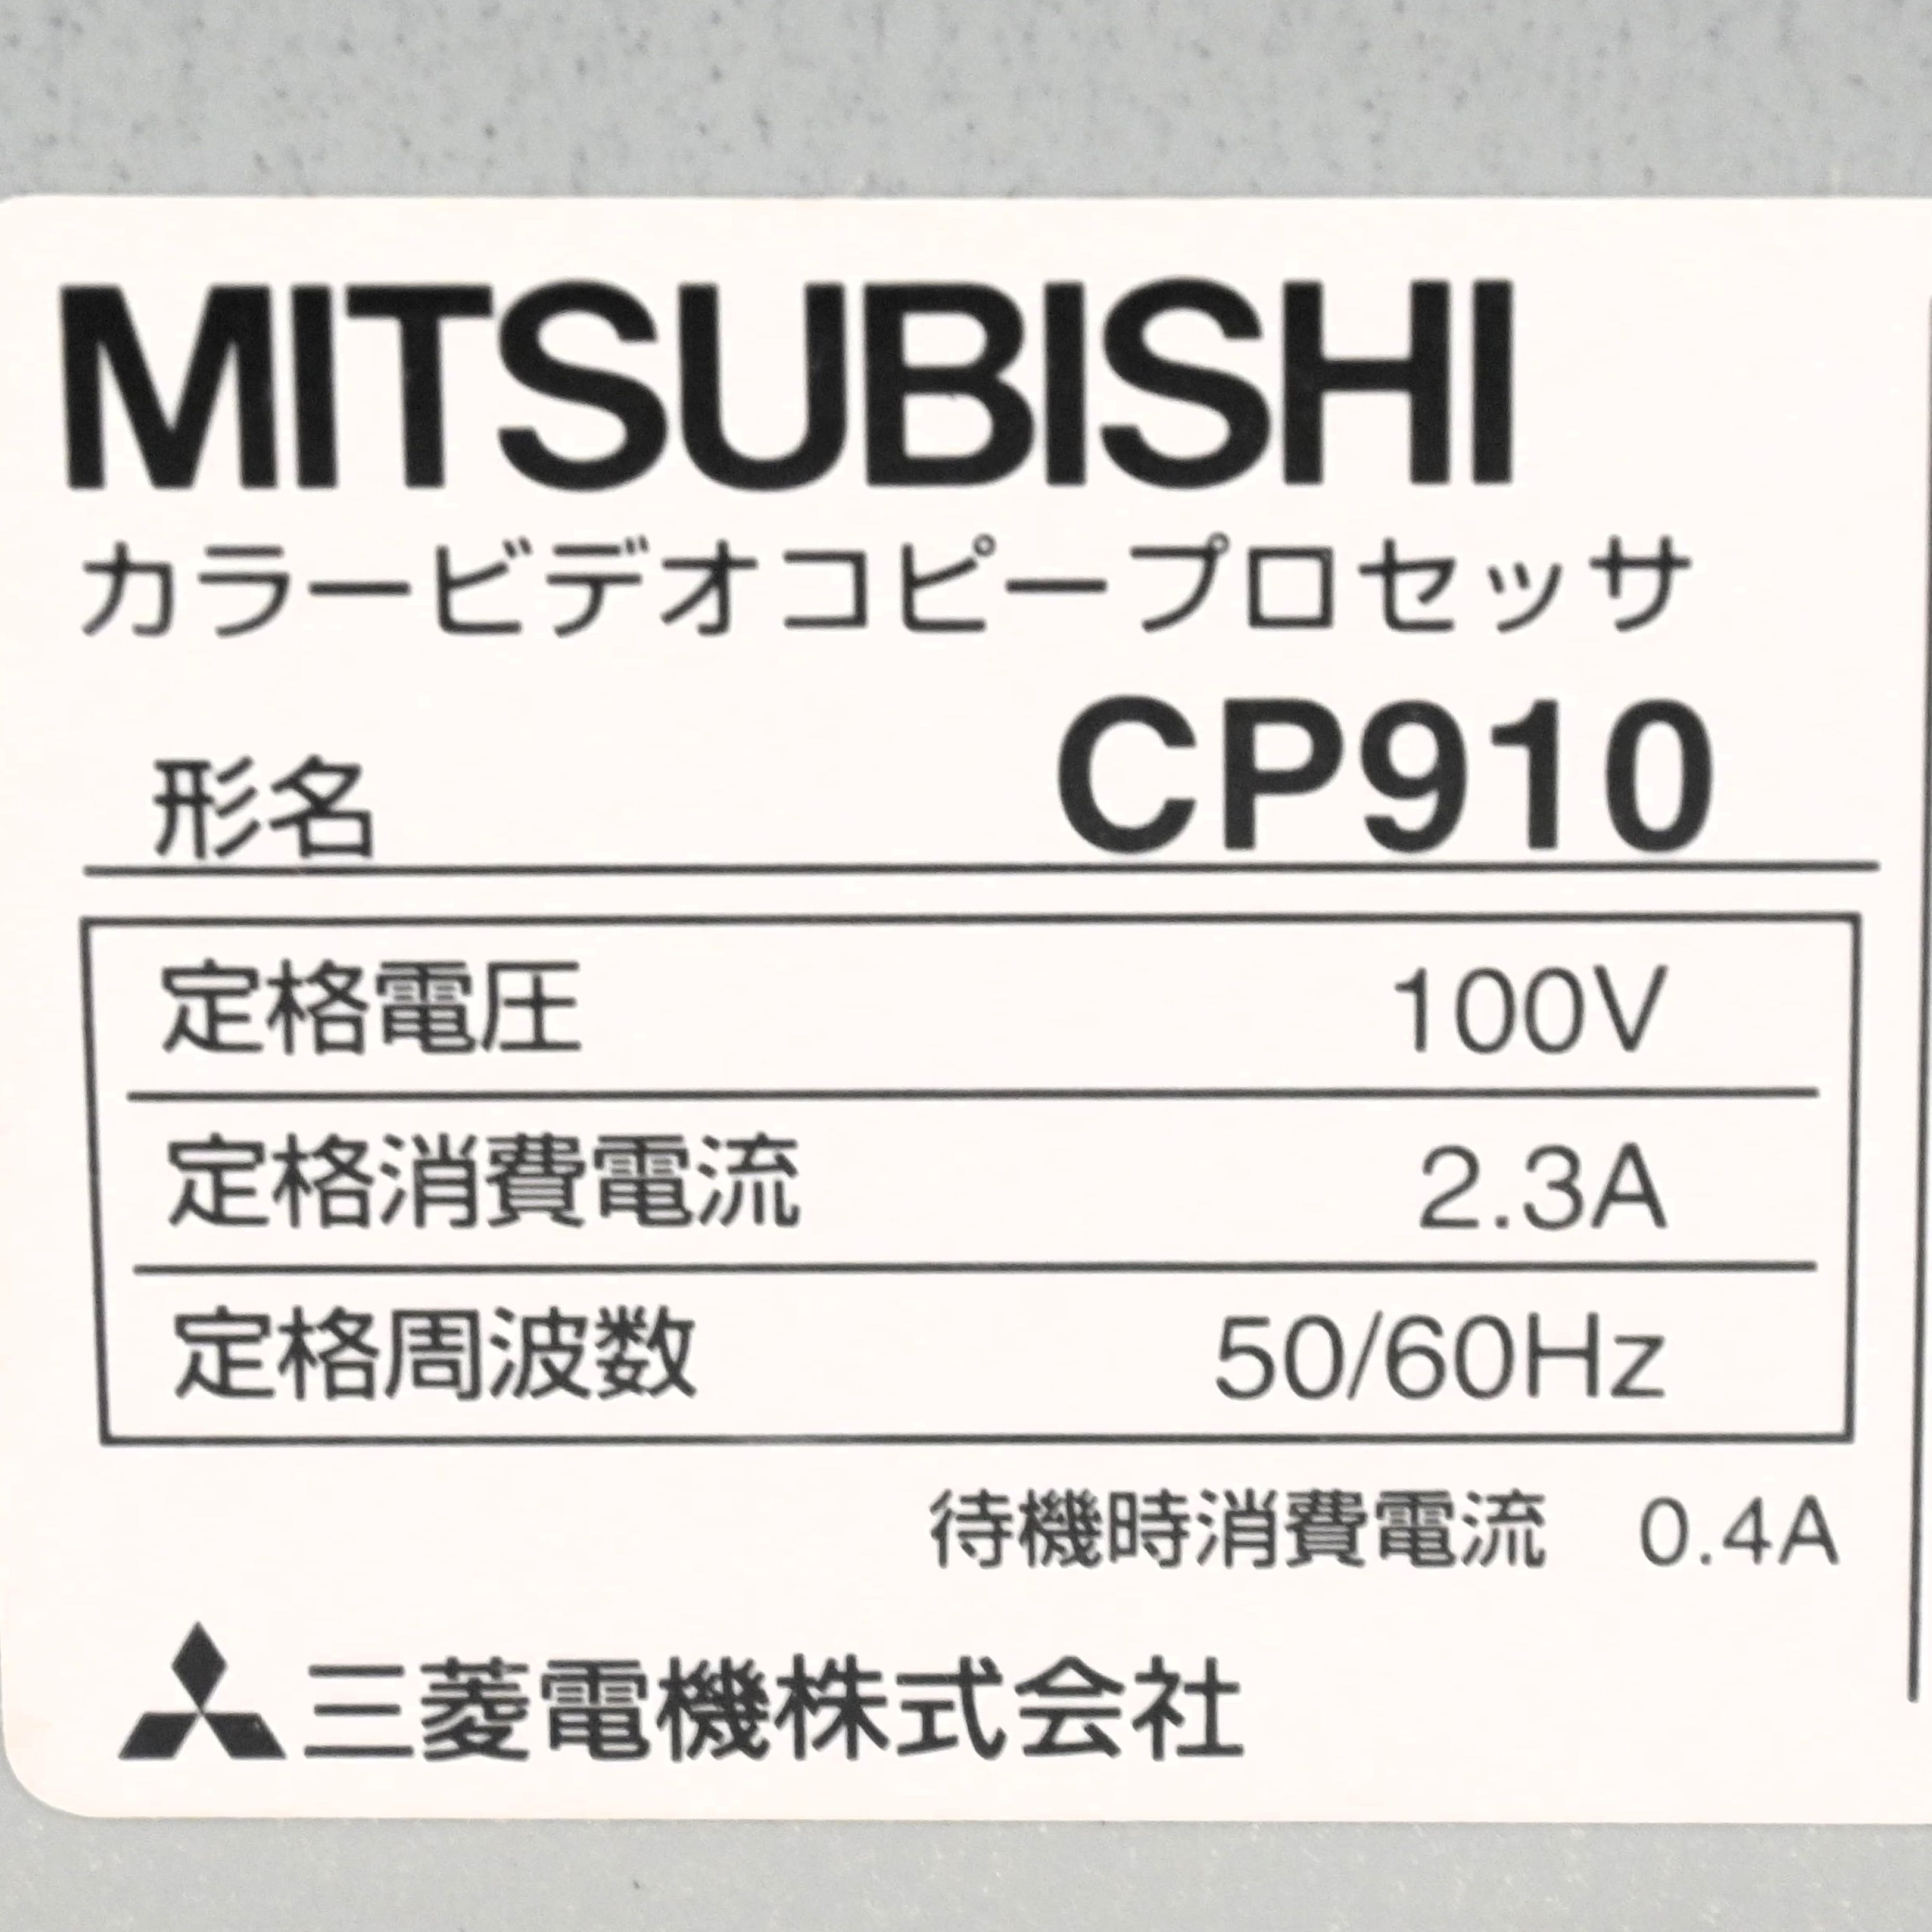 MITSUBISHI
カラービデオコピープロセッサ
形名 CP910
定格電圧 100V
定格消費電流 2.3A
定格周波数 50/60Hz
待機時消費電流 0.4A
三菱電機株式会社